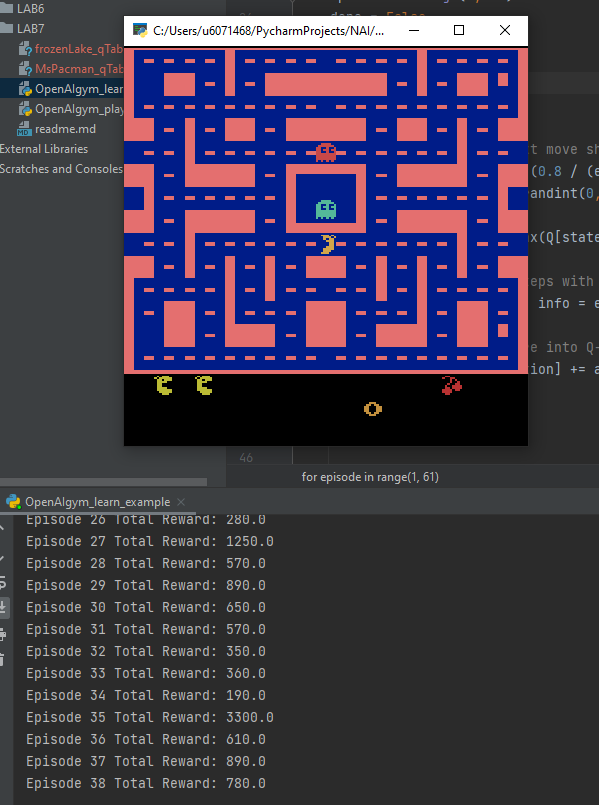 LAB6
LAB7
frozenLake_qTab
MsPacman_qTab
OpenAIgym_lear
OpenAIgym_play
readme.md
External Libraries
Scratches and Consoles
C:/Users/u6071468/PycharmProjects/NAI/...
done = False
t move sh
(0.8 / (e
andint(0,
x(Q[state
eps with
info = e
e into Q-
ion] += a
46
for episode in range(1, 61)
OpenAIgym_learn_example
Episode 26 Total Reward: 280.0
Episode 27 Total Reward: 1250.0
Episode 28 Total Reward: 570.0
Episode 29 Total Reward: 890.0
Episode 30 Total Reward: 650.0
Episode 31 Total Reward: 570.0
Episode 32 Total Reward: 350.0
Episode 33 Total Reward: 360.0
Episode 34 Total Reward: 190.0
Episode 35 Total Reward: 3300.0
Episode 36 Total Reward: 610.0
Episode 37 Total Reward: 890.0
Episode 38 Total Reward: 780.0